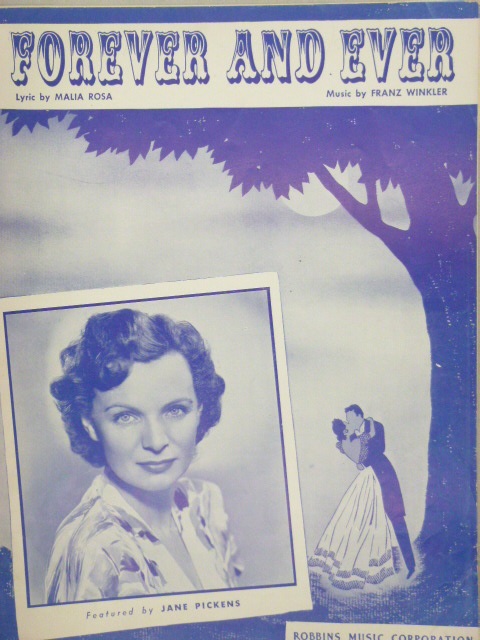 FOREVER AND EVER
Lyric by MALIA ROSA
Music by FRANZ WINKLER
Featured by JANE PICKENS
ROBBINS MUSIC CORPORATION